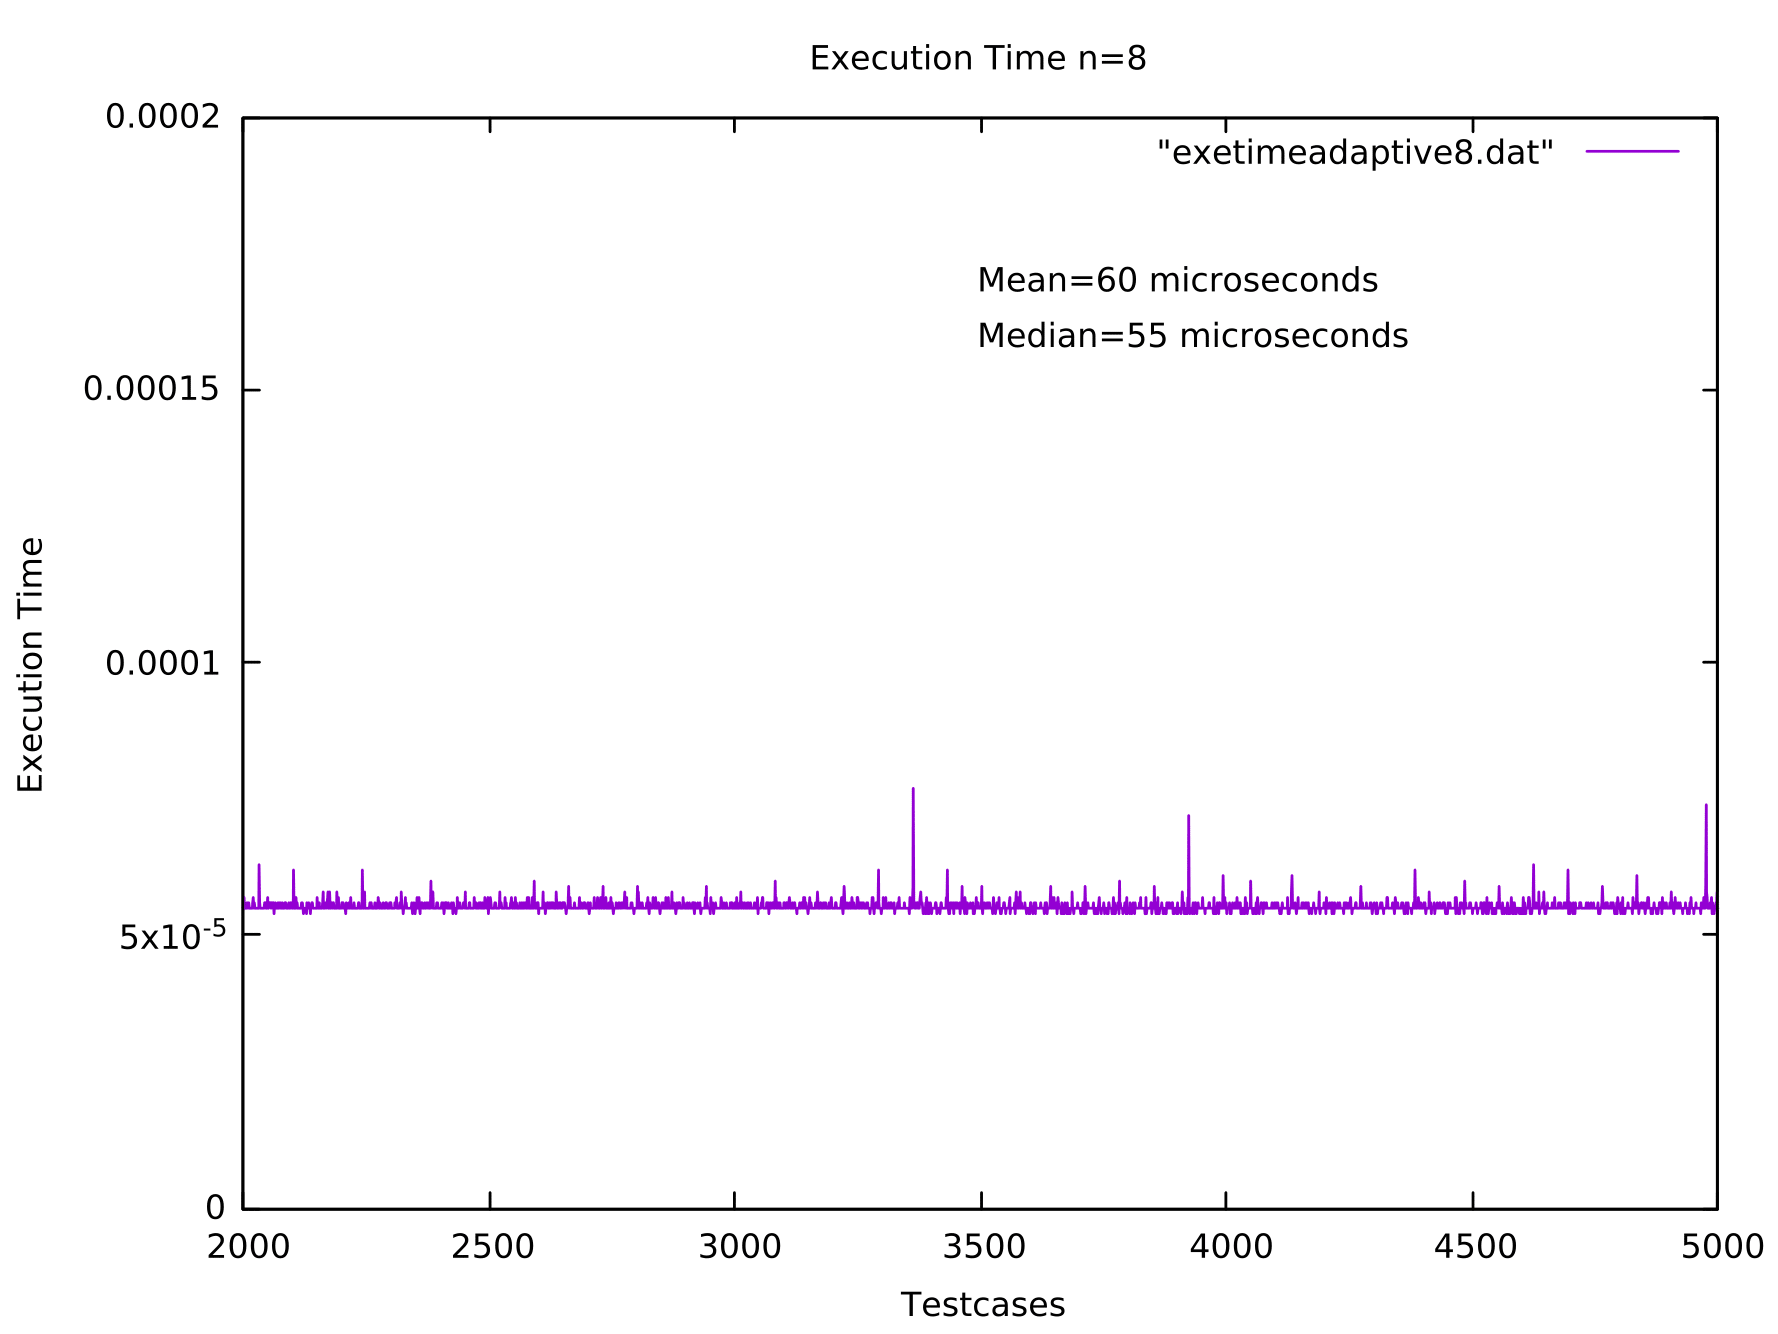 Execution Time n=8
0.0002
"exetimeadaptive8.dat"
Mean=60 microseconds
Median=55 microseconds
0.00015
0.0001
Execution Time
5x10⁻⁵
0
2000 2500 3000 3500 4000 4500 5000
Testcases